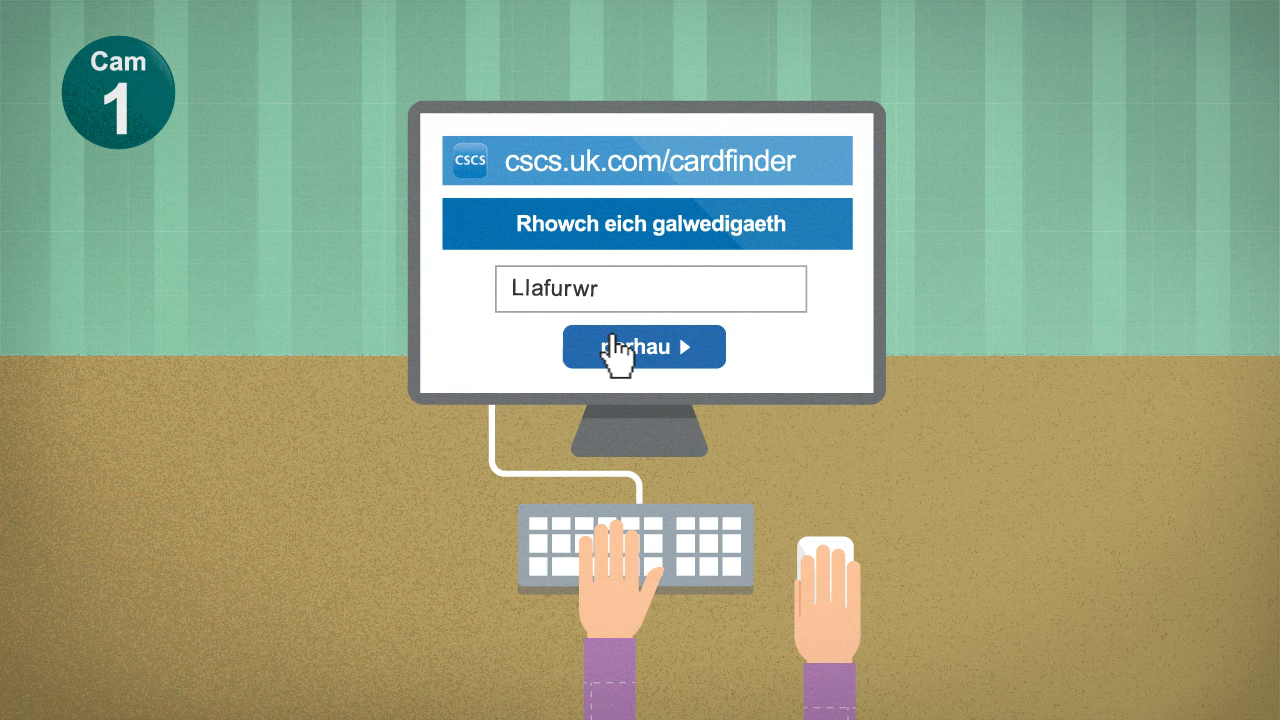 Cam
1
CSCS
cscs.uk.com/cardfinder
Rhowch eich galwedigaeth
Llafurwr